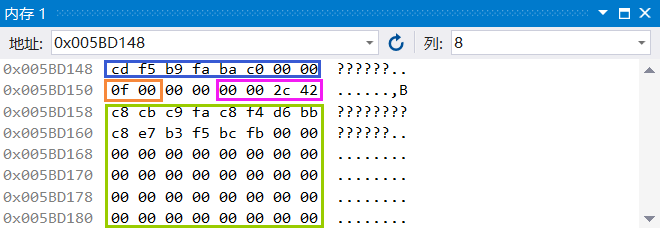 内存 1
地址: 0x005BD148 列: 8
0x005BD148 cd f5 b9 fa ba c0 00 00 ??????..
0x005BD150 0f 00 00 00 00 00 2c 42 ......,B
0x005BD158 c8 cb c9 fa c8 f4 d6 bb ????????
0x005BD160 c8 e7 b3 f5 bc fb 00 00 ??????..
0x005BD168 00 00 00 00 00 00 00 00 ........
0x005BD170 00 00 00 00 00 00 00 00 ........
0x005BD178 00 00 00 00 00 00 00 00 ........
0x005BD180 00 00 00 00 00 00 00 00 ........